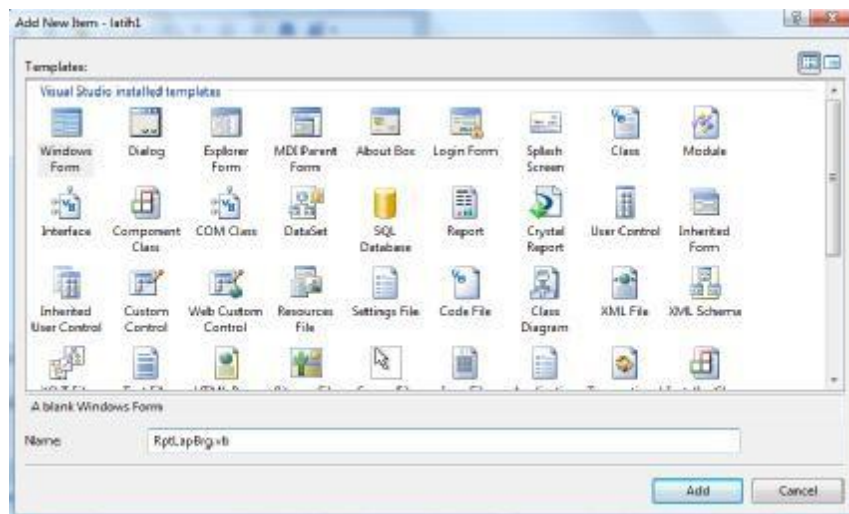 Add New Item - latih1
Templates:
Visual Studio installed templates
Windows Form
Dialog
Explorer Form
MDI Parent Form
About Box
Login Form
Splash Screen
Class
Module
Interface
Component Class
COM Class
DataSet
SQL Database
Report
Crystal Report
User Control
Inherited Form
Inherited User Control
Custom Control
Web Custom Control
Resources File
Settings File
Code File
Class Diagram
XML File
XML Schema
A blank Windows Form
Name
RptLapBrg.vb
Add
Cancel